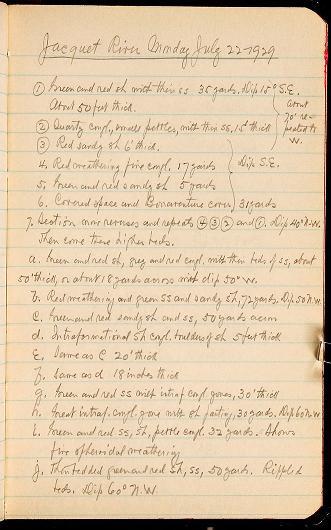 Jacquet River Monday July 22-1929
① Green and red sh with thin ss 35 yards. Dip 15° S.E.
About 50 feet thick.
about 70' repeated to W.
② Quartz congl, small pebbles, with thin ss, 15' thick
③ Red sandy sh 6' thick.
4. Red weathering fine congl, 17 yards
Dip S.E.
5. Green and red sandy sh 5 yards
6. Covered space and Bonaventure cover, 31 yards
7. Section now reverses and repeats ④ ③ ② and ①. Dip 40° N.W.
Then come these higher beds.
a. Green and red sh, grey and red congl, with thin beds of ss, about
50' thick, or about 18 yards across with dip 50° W.
b. Red weathering and green ss and sandy sh, 72 yards. Dip 50 N.W.
c. Green and red sandy sh and ss, 50 yards across
d. Intraformational sh congl. boulders of sh 5 feet thick
E. Same as C 20' thick
f. Same as d 18 inches thick
g. Green and red ss with intraf. congl zones, 30' thick
h. Great intraf. congl zone with sh parting, 30 yards. Dip 60 N.W.
i. Green and red ss, sh, pebble congl. 32 yards. Shows
fine spheroidal weathering
j. Thin bedded green and red sh, ss, 50 yards. Rippled
beds. Dip 60° N.W.